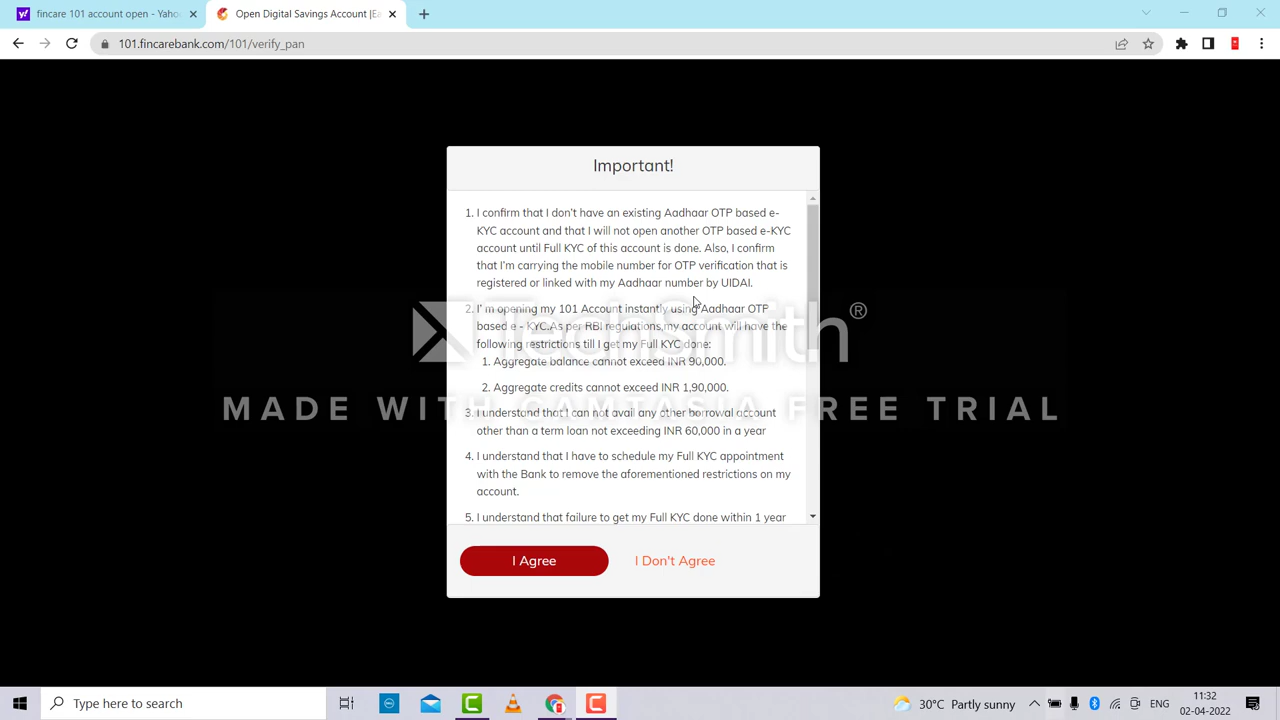 fincare 101 account open - Yaho
Open Digital Savings Account |Ea
101.fincarebank.com/101/verify_pan
Important!
1. I confirm that I don't have an existing Aadhaar OTP based e-
KYC account and that I will not open another OTP based e-KYC
account until Full KYC of this account is done. Also, I confirm
that I'm carrying the mobile number for OTP verification that is
registered or linked with my Aadhaar number by UIDAI.
2. I' m opening my 101 Account instantly using Aadhaar OTP
based e - KYC.As per RBI regulations,my account will have the
following restrictions till I get my Full KYC done:
1. Aggregate balance cannot exceed INR 90,000.
2. Aggregate credits cannot exceed INR 1,90,000.
3. I understand that I can not avail any other borrowal account
other than a term loan not exceeding INR 60,000 in a year
4. I understand that I have to schedule my Full KYC appointment
with the Bank to remove the aforementioned restrictions on my
account.
5. I understand that failure to get my Full KYC done within 1 year
TechSmith®
MADE WITH CAMTASIA FREE TRIAL
I Agree
I Don't Agree
Type here to search
30°C Partly sunny
ENG
11:32
02-04-2022